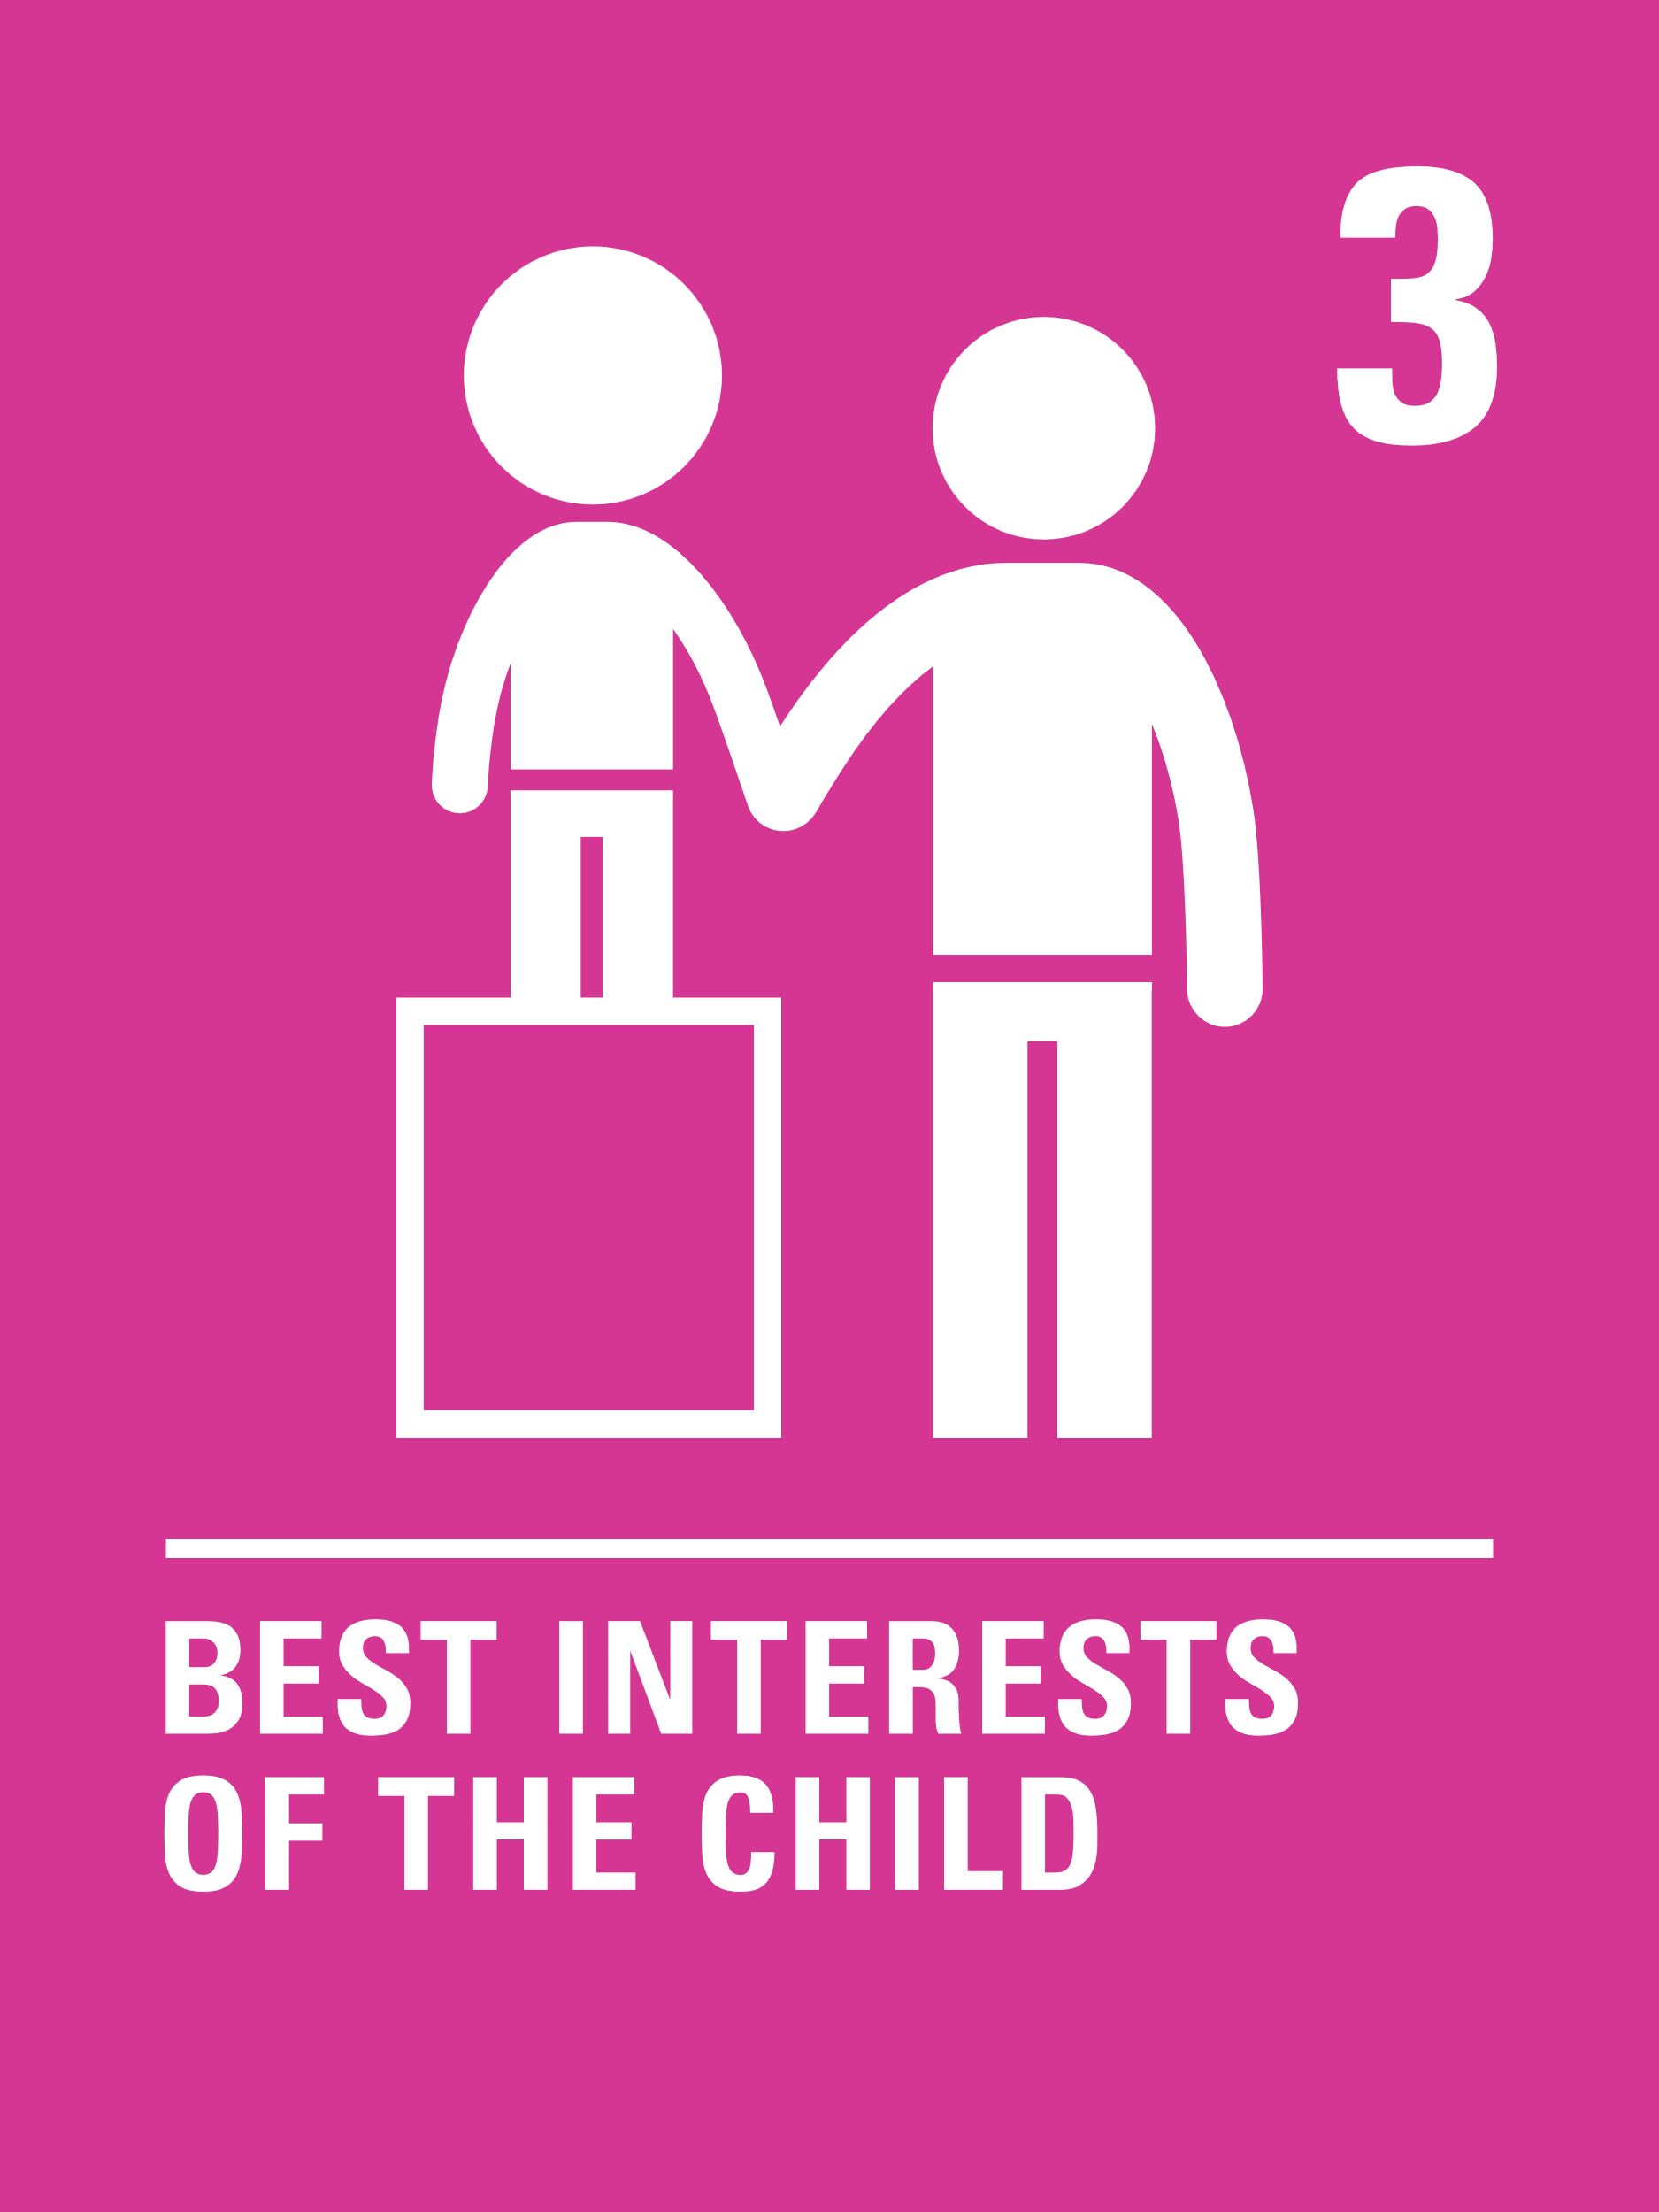 3
BEST INTERESTS
OF THE CHILD